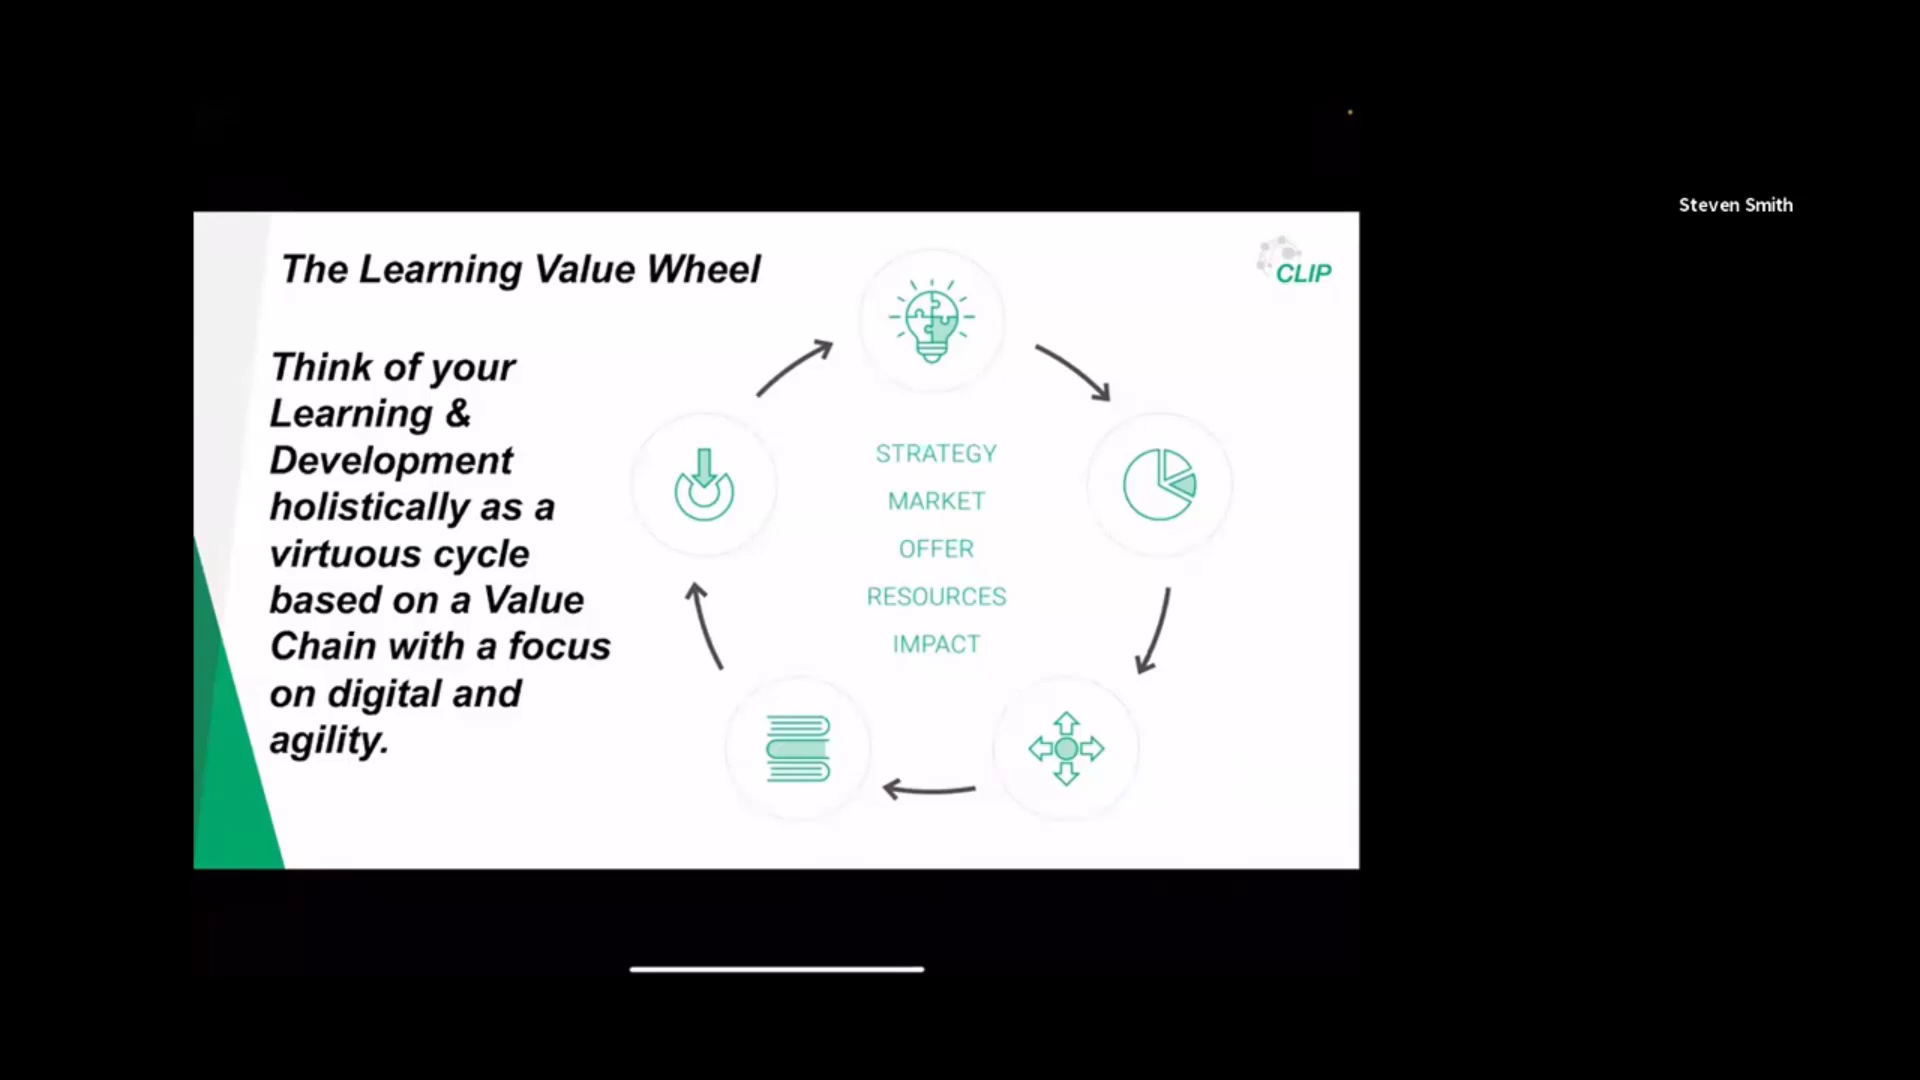 The Learning Value Wheel
CLIP
Steven Smith
Think of your
Learning &
Development
holistically as a
virtuous cycle
based on a Value
Chain with a focus
on digital and
agility.
STRATEGY
MARKET
OFFER
RESOURCES
IMPACT